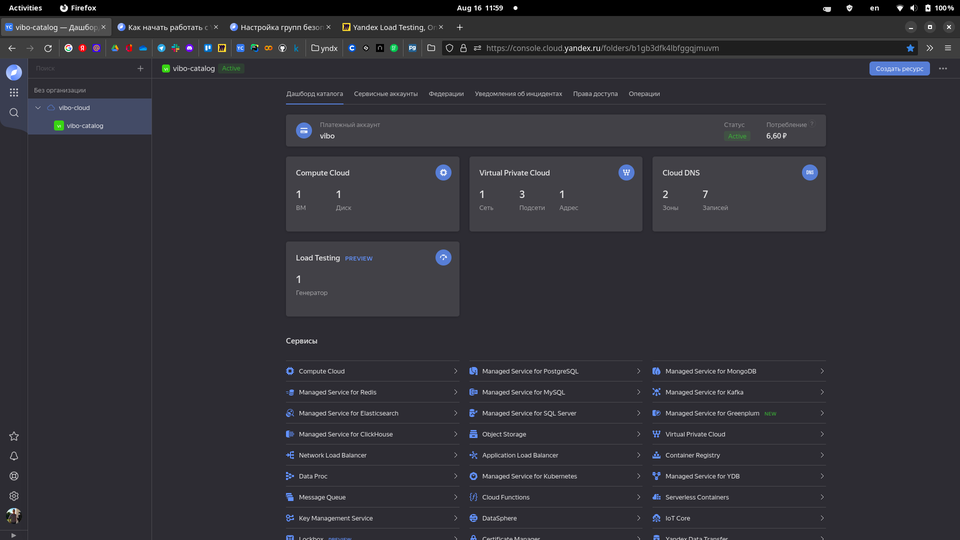 Activities
Firefox
Aug 16 11:59
en
100 %
vibo-catalog — Дашбор
Как начать работать с
Настройка групп безоп
Yandex Load Testing, О
yndx
https://console.cloud.yandex.ru/folders/b1gb3dfk4lbfggqjmuvm
Поиск
vibo-catalog
Active
Создать ресурс
Без организации
vibo-cloud
vibo-catalog
Дашборд каталога
Сервисные аккаунты
Федерации
Уведомления об инцидентах
Права доступа
Операции
Платежный аккаунт
vibo
Статус
Active
Потребление
6,60 ₽
Compute Cloud
1
ВМ
1
Диск
Virtual Private Cloud
1
Сеть
3
Подсети
1
Адрес
Cloud DNS
DNS
2
Зоны
7
Записей
Load Testing PREVIEW
1
Генератор
Сервисы
Compute Cloud
Managed Service for PostgreSQL
Managed Service for MongoDB
Managed Service for Redis
Managed Service for MySQL
Managed Service for Kafka
Managed Service for Elasticsearch
Managed Service for SQL Server
Managed Service for Greenplum NEW
Managed Service for ClickHouse
Object Storage
Virtual Private Cloud
Network Load Balancer
Application Load Balancer
Container Registry
Data Proc
Managed Service for Kubernetes
Managed Service for YDB
Message Queue
Cloud Functions
Serverless Containers
Key Management Service
DataSphere
IoT Core
Lockbox PREVIEW
Certificate Manager
Yandex Data Transfer